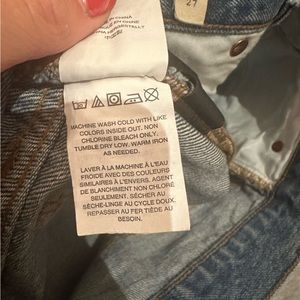 MACHINE WASH COLD WITH LIKE
COLORS INSIDE OUT. NON
CHLORINE BLEACH ONLY.
TUMBLE DRY LOW. WARM IRON
AS NEEDED.
LAVER À LA MACHINE À L'EAU
FROIDE AVEC DES COULEURS
SIMILAIRES À L'ENVERS. AGENT
DE BLANCHIMENT NON CHLORÉ
SEULEMENT. SÉCHER AU
SÈCHE-LINGE AU CYCLE DOUX.
REPASSER AU FER TIÈDE AU
BESOIN.
27